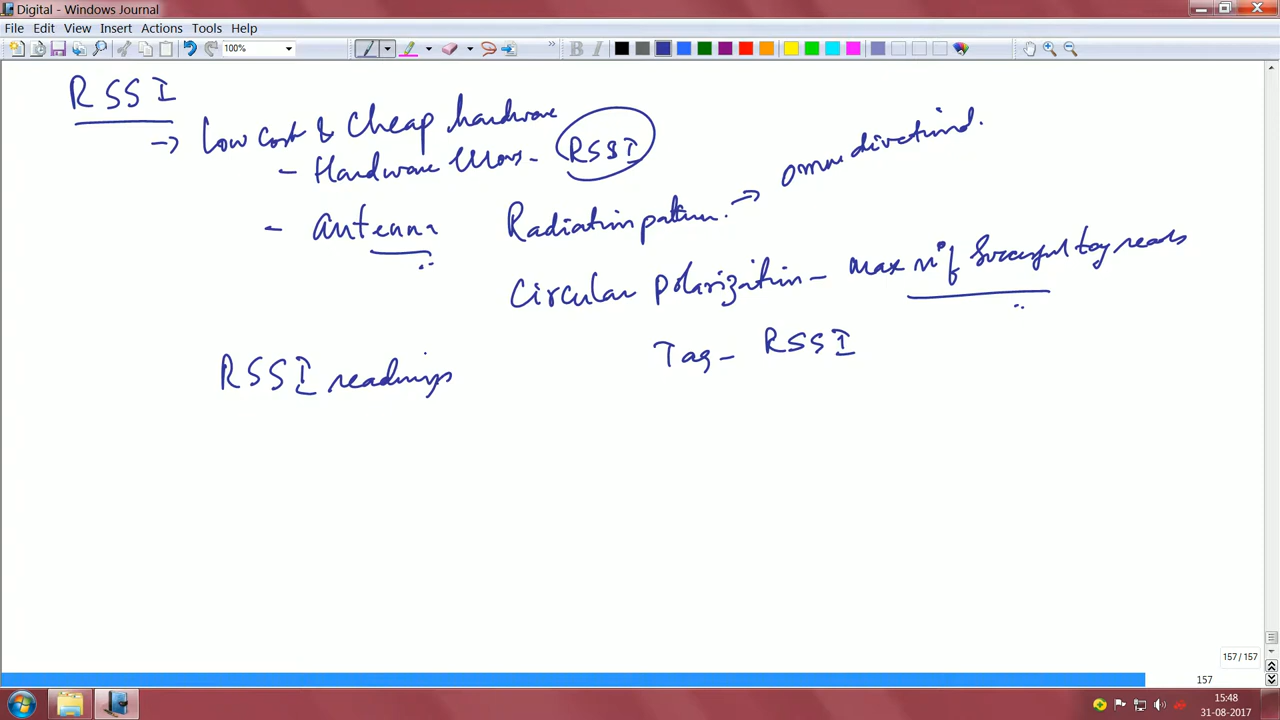 Digital - Windows Journal
File Edit View Insert Actions Tools Help
100%
RSSI
→ Low cost & Cheap hardware
- Hardware errors - RSSI
- antenna Radiation pattern. → omni directional.
Circular polarization - max nº of Successful tag reads
Tag - RSSI
RSSI readings
157/157
157
15:48
31-08-2017